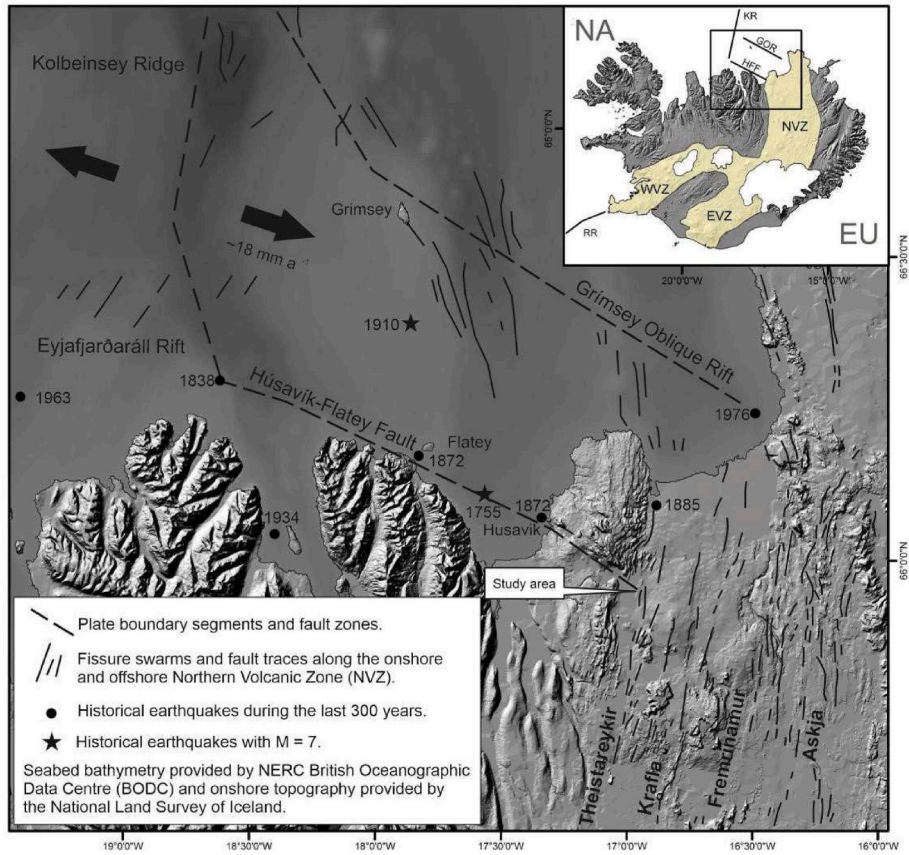 Kolbeinsey Ridge
Grimsey
~18 mm a
1910
Eyjafjarðaráll Rift
1963
1838
Húsavík-Flatey Fault
Flatey
1872
1755
1872
Husavik
1934
Grímsey Oblique Rift
1976
1885
Study area
Theistareykir
Krafla
Fremrinamur
Askja
NA
EU
KR
GOR
HFF
NVZ
WVZ
EVZ
RR
65°0'0"N
20°0'0"W
15°0'0"W
66°30'0"N
66°0'0"N
Plate boundary segments and fault zones.
Fissure swarms and fault traces along the onshore
and offshore Northern Volcanic Zone (NVZ).
Historical earthquakes during the last 300 years.
Historical earthquakes with M = 7.
Seabed bathymetry provided by NERC British Oceanographic
Data Centre (BODC) and onshore topography provided by
the National Land Survey of Iceland.
19°0'0"W
18°30'0"W
18°0'0"W
17°30'0"W
17°0'0"W
16°30'0"W
16°0'0"W